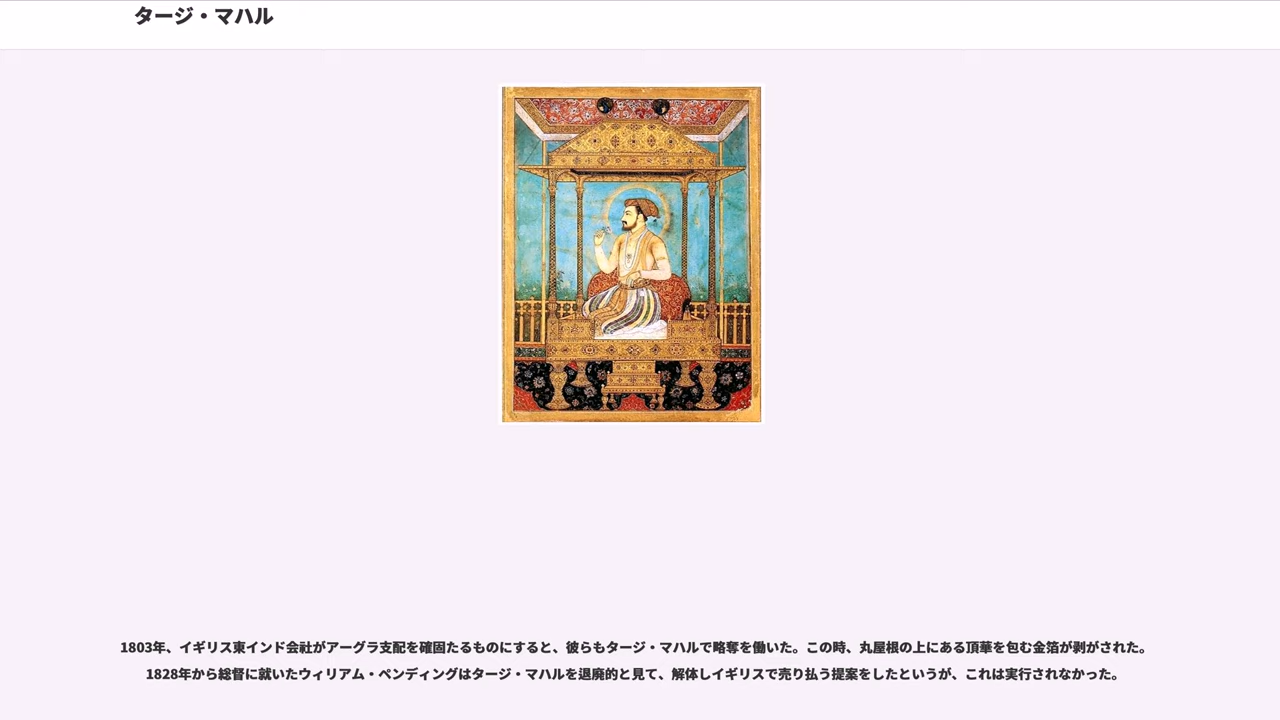 タージ・マハル
1803年、イギリス東インド会社がアーグラ支配を確固たるものにすると、彼らもタージ・マハルで略奪を働いた。この時、丸屋根の上にある頂華を包む金箔が剥がされた。
1828年から総督に就いたウィリアム・ペンディングはタージ・マハルを退廃的と見て、解体しイギリスで売り払う提案をしたというが、これは実行されなかった。